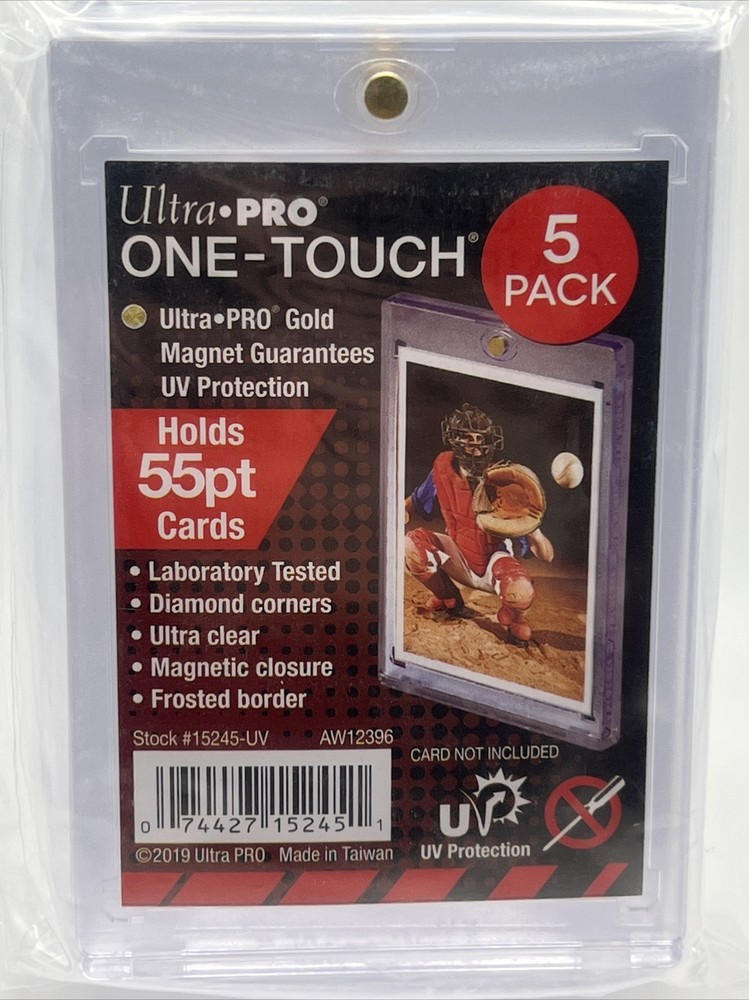 Ultra•PRO®
ONE-TOUCH®
5
PACK
Ultra•PRO® Gold
Magnet Guarantees
UV Protection
Holds
55pt
Cards
• Laboratory Tested
• Diamond corners
• Ultra clear
• Magnetic closure
• Frosted border
Stock #15245-UV AW12396
CARD NOT INCLUDED
0 74427 15245 1
UV
UV Protection
©2019 Ultra PRO Made in Taiwan